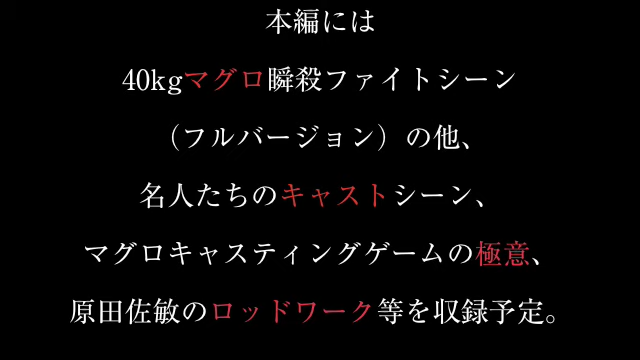 本編には
40kgマグロ瞬殺ファイトシーン
（フルバージョン）の他、
名人たちのキャストシーン、
マグロキャスティングゲームの極意、
原田佐敏のロッドワーク等を収録予定。